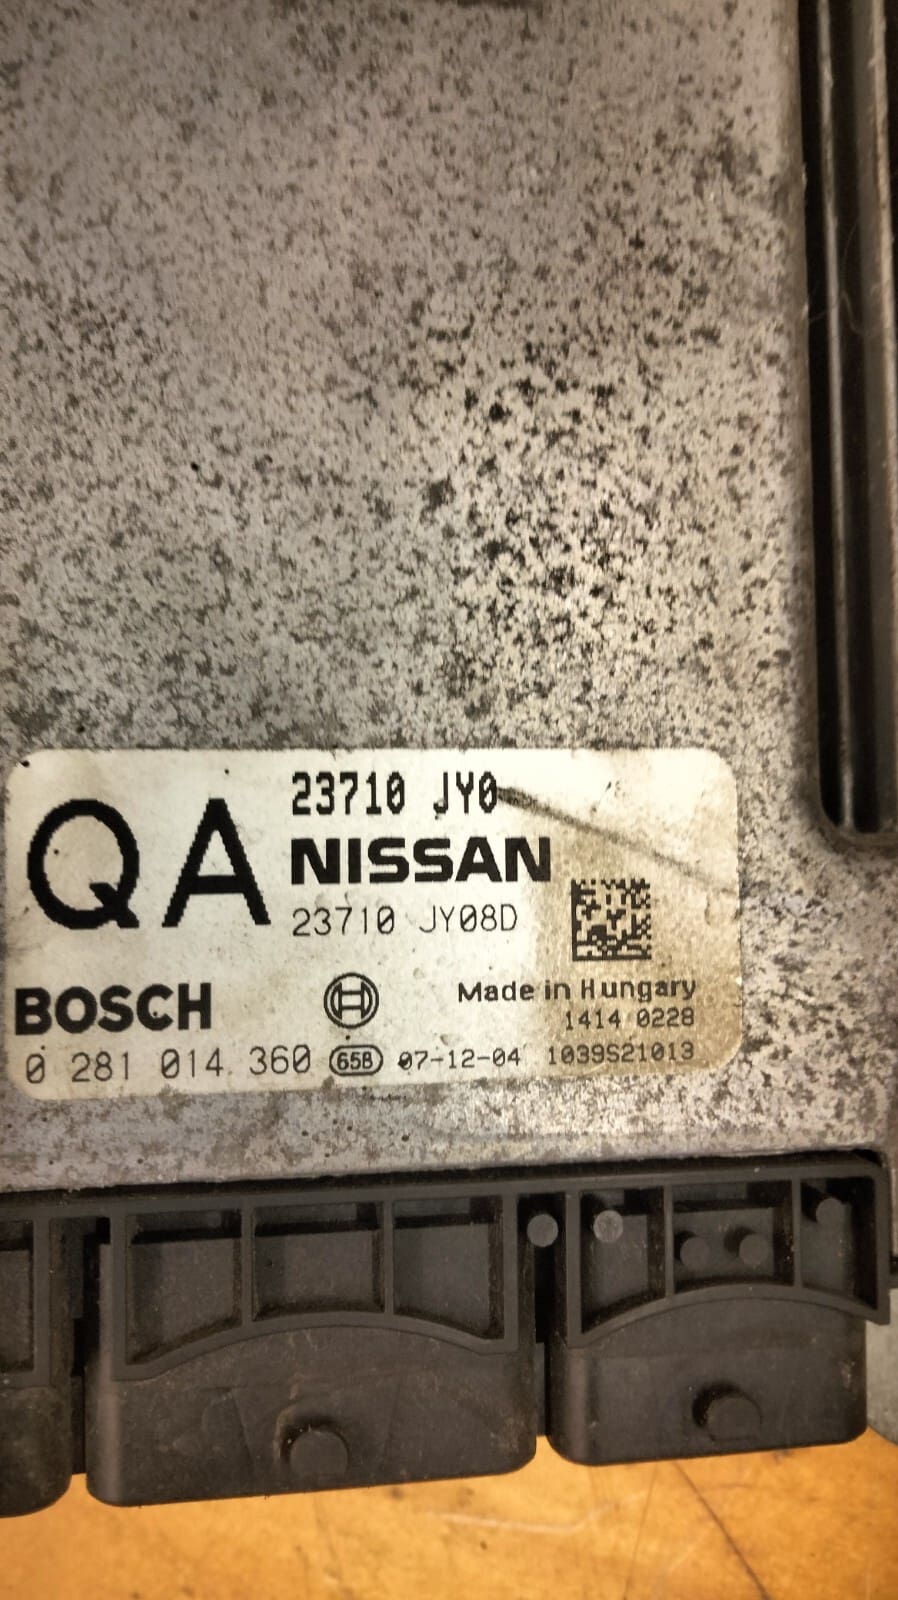 QA
23710 JY0
NISSAN
23710 JY08D
BOSCH
Made in Hungary
1414 0228
0 281 014 360 65B 07-12-04 1039S21013